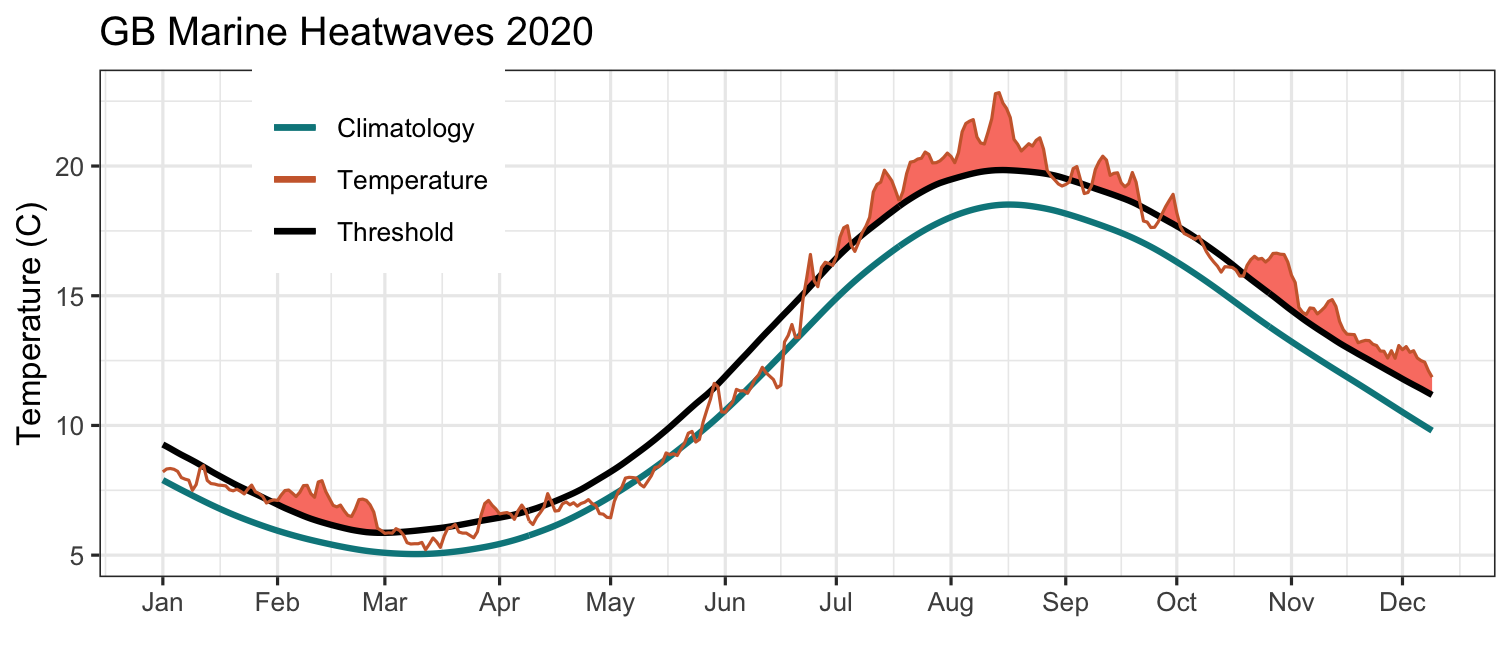 GB Marine Heatwaves 2020
Climatology
Temperature
Threshold
Temperature (C)
20
15
10
5
Jan Feb Mar Apr May Jun Jul Aug Sep Oct Nov Dec